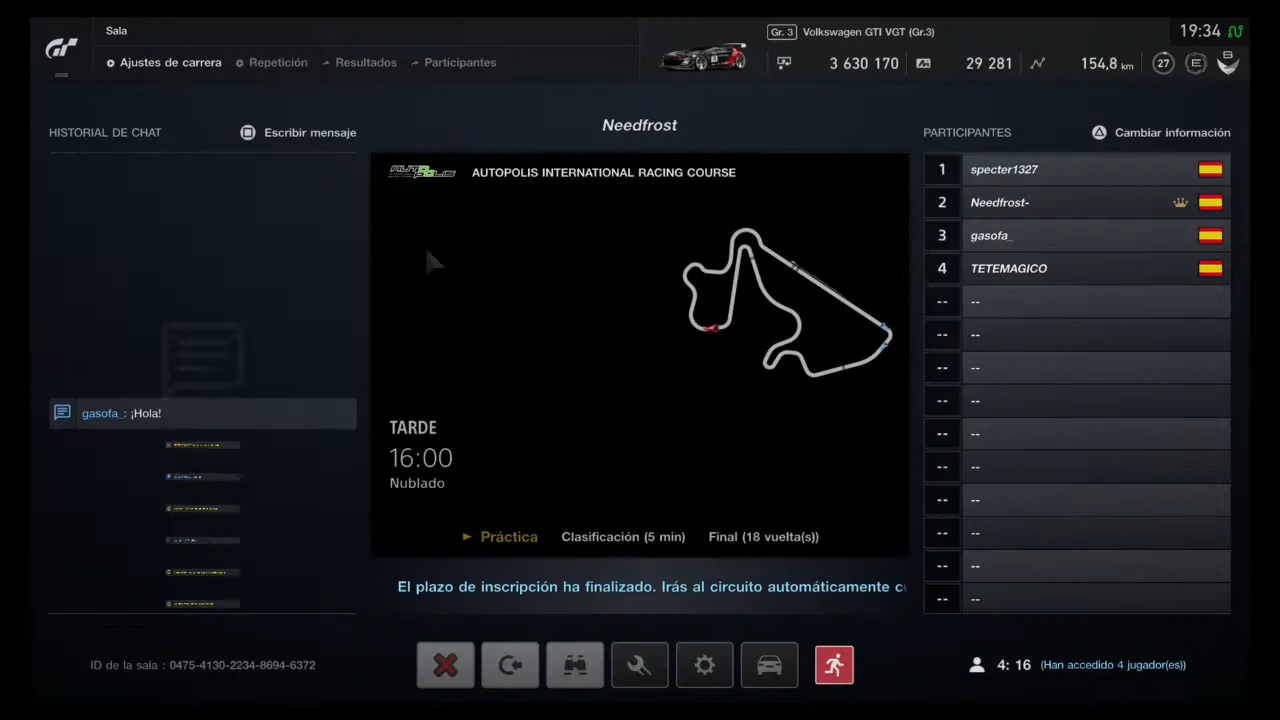 Sala
Gr. 3 Volkswagen GTI VGT (Gr.3)
19:34
Ajustes de carrera Repetición Resultados Participantes
3 630 170 29 281 154,8 km 27 E B
HISTORIAL DE CHAT Escribir mensaje
Needfrost
PARTICIPANTES Cambiar información
AUTOPOLIS AUTOPOLIS INTERNATIONAL RACING COURSE
1 specter1327
2 Needfrost-
3 gasofa_
4 TETEMAGICO
-- --
-- --
-- --
-- --
-- --
-- --
-- --
-- --
-- --
-- --
gasofa_: ¡Hola!
TARDE
16:00
Nublado
Práctica Clasificación (5 min) Final (18 vuelta(s))
El plazo de inscripción ha finalizado. Irás al circuito automáticamente
ID de la sala : 0475-4130-2234-8694-6372
4: 16 (Han accedido 4 jugador(es))